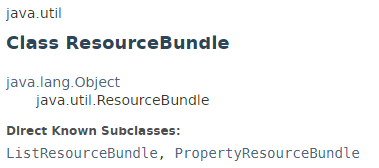 java.util
Class ResourceBundle
java.lang.Object
java.util.ResourceBundle
Direct Known Subclasses:
ListResourceBundle, PropertyResourceBundle